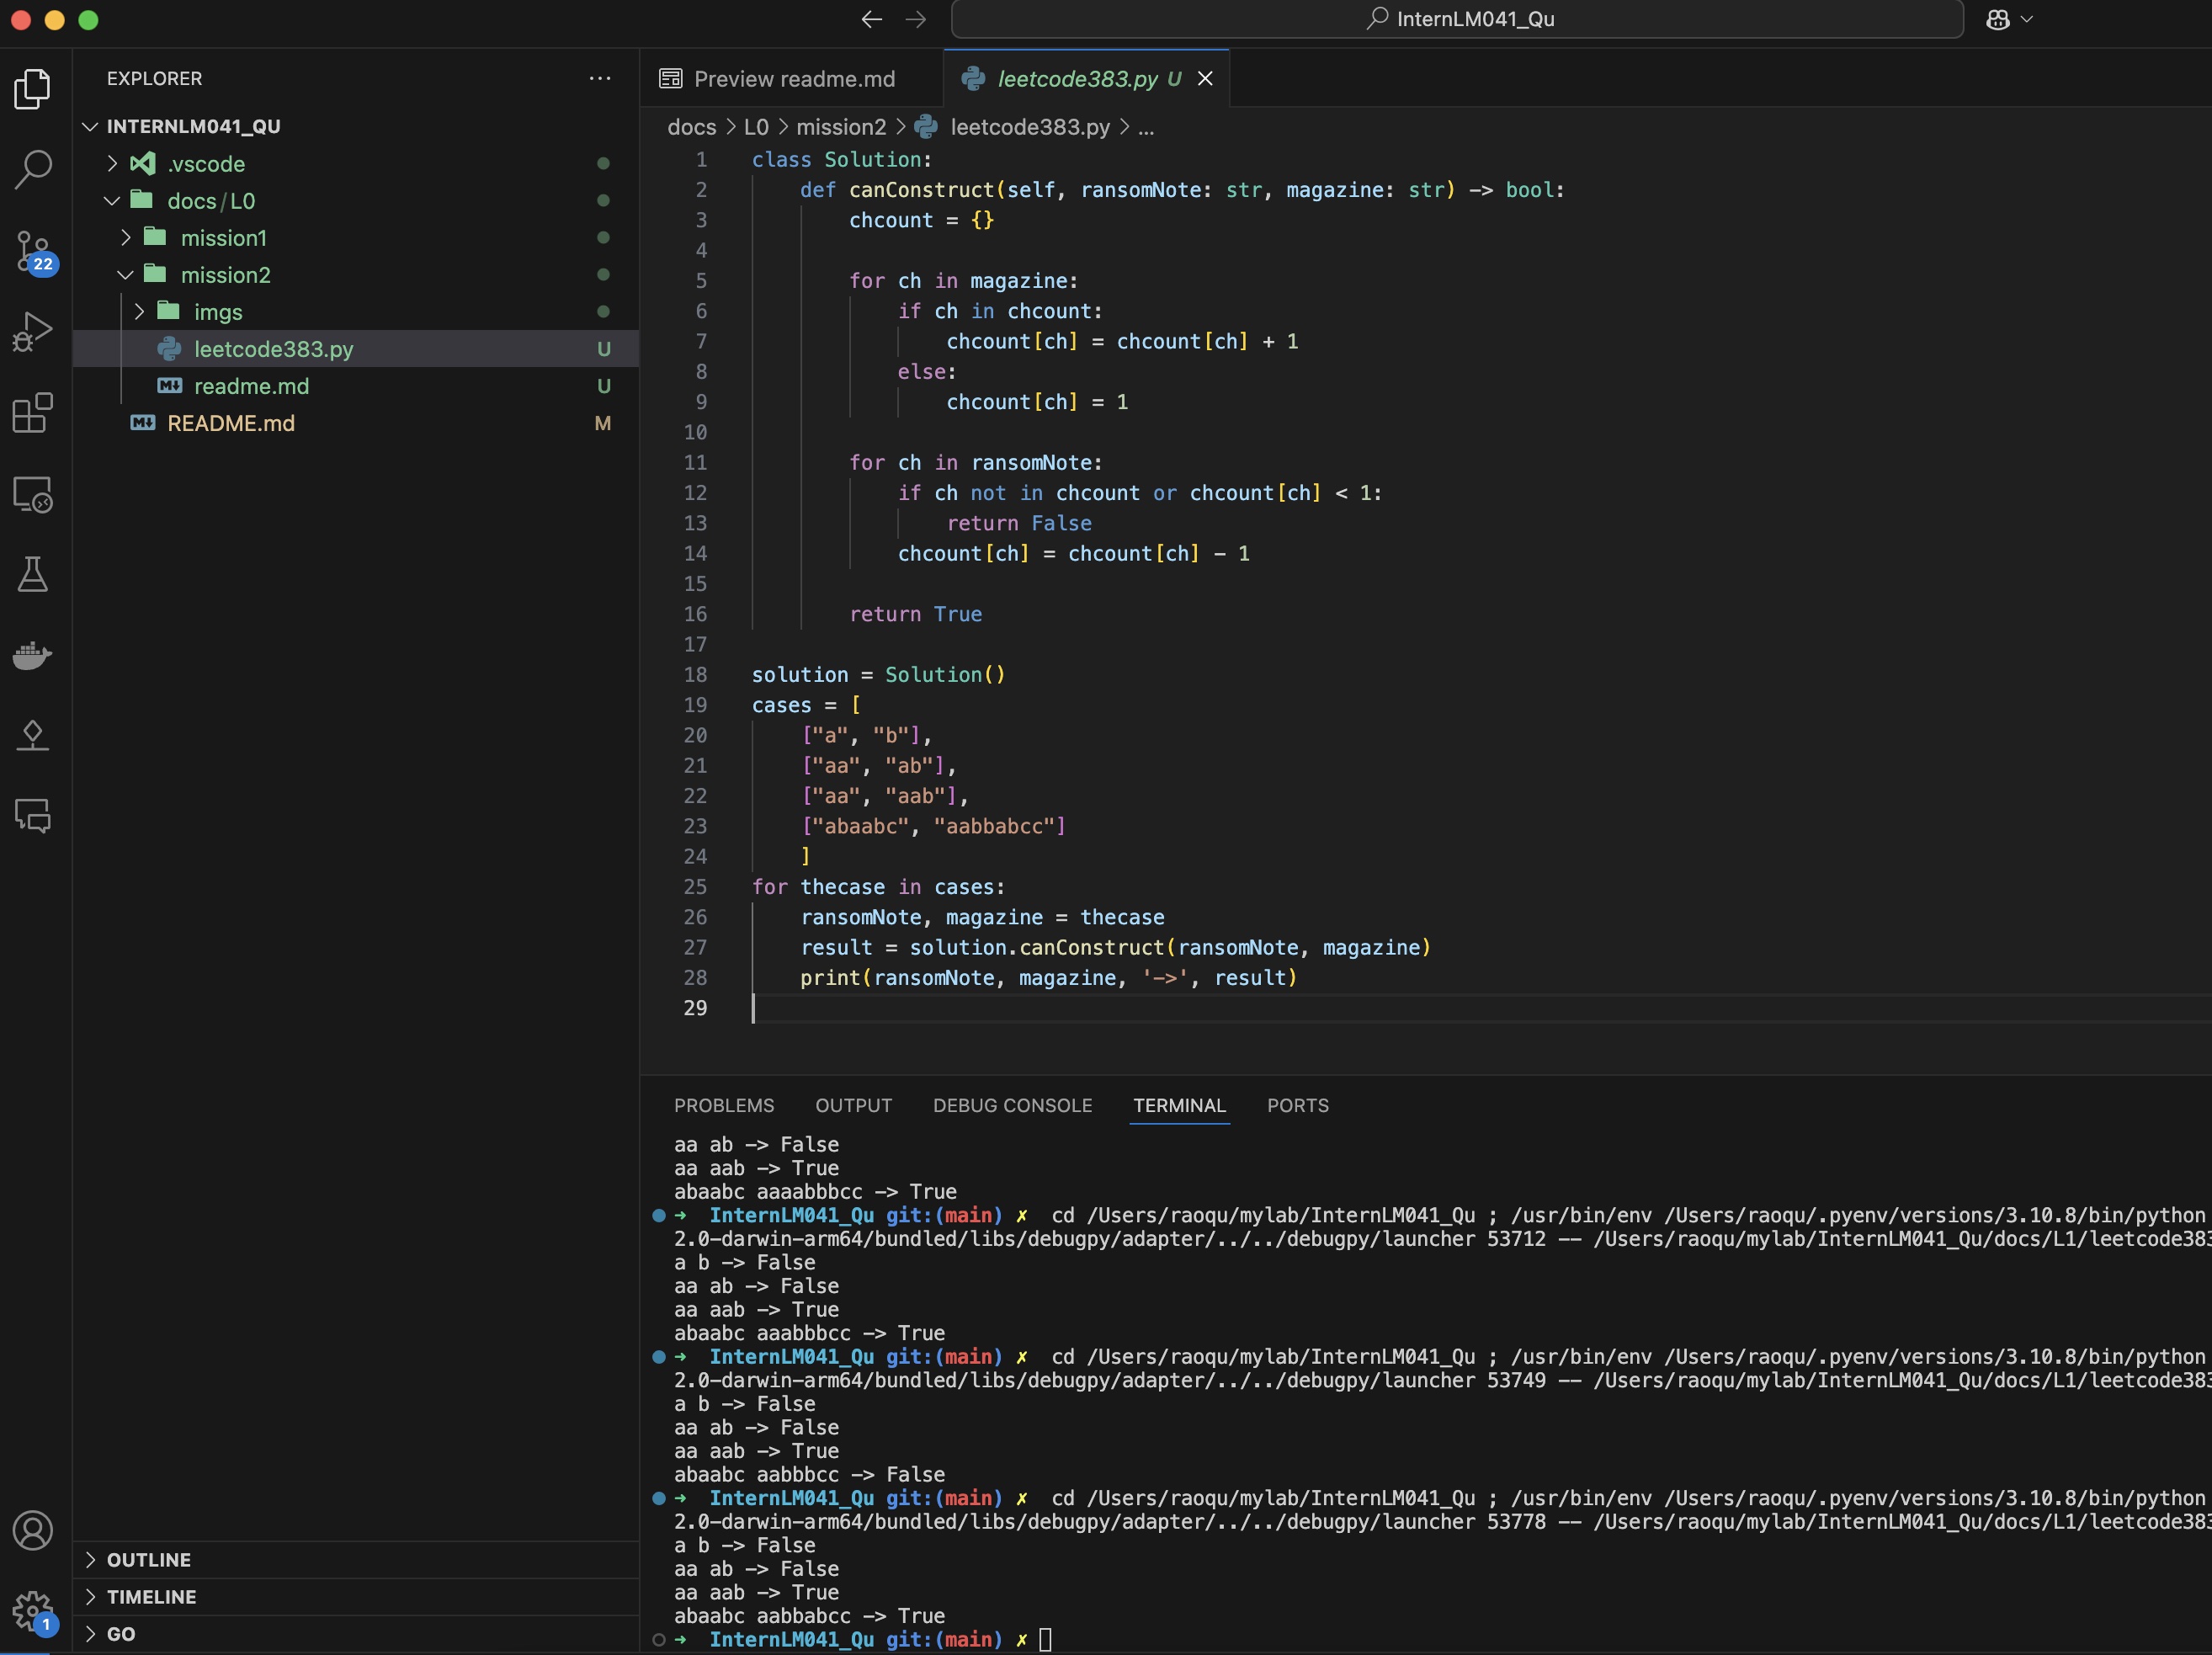 InternLM041_Qu
EXPLORER
INTERNLM041_QU
.vscode
docs/L0
mission1
mission2
imgs
leetcode383.py U
readme.md U
README.md M
OUTLINE
TIMELINE
GO
22
1
Preview readme.md
leetcode383.py U
docs > L0 > mission2 > leetcode383.py > ...
1 class Solution:
2 def canConstruct(self, ransomNote: str, magazine: str) -> bool:
3 chcount = {}
4
5 for ch in magazine:
6 if ch in chcount:
7 chcount[ch] = chcount[ch] + 1
8 else:
9 chcount[ch] = 1
10
11 for ch in ransomNote:
12 if ch not in chcount or chcount[ch] < 1:
13 return False
14 chcount[ch] = chcount[ch] - 1
15
16 return True
17
18 solution = Solution()
19 cases = [
20 ["a", "b"],
21 ["aa", "ab"],
22 ["aa", "aab"],
23 ["abaabc", "aabbabcc"]
24 ]
25 for thecase in cases:
26 ransomNote, magazine = thecase
27 result = solution.canConstruct(ransomNote, magazine)
28 print(ransomNote, magazine, '->', result)
29
PROBLEMS OUTPUT DEBUG CONSOLE TERMINAL PORTS
aa ab -> False
aa aab -> True
abaabc aaaabbbcc -> True
➜ InternLM041_Qu git:(main) ✗ cd /Users/raoqu/mylab/InternLM041_Qu ; /usr/bin/env /Users/raoqu/.pyenv/versions/3.10.8/bin/python
2.0-darwin-arm64/bundled/libs/debugpy/adapter/../../debugpy/launcher 53712 -- /Users/raoqu/mylab/InternLM041_Qu/docs/L1/leetcode383
a b -> False
aa ab -> False
aa aab -> True
abaabc aaabbbcc -> True
➜ InternLM041_Qu git:(main) ✗ cd /Users/raoqu/mylab/InternLM041_Qu ; /usr/bin/env /Users/raoqu/.pyenv/versions/3.10.8/bin/python
2.0-darwin-arm64/bundled/libs/debugpy/adapter/../../debugpy/launcher 53749 -- /Users/raoqu/mylab/InternLM041_Qu/docs/L1/leetcode383
a b -> False
aa ab -> False
aa aab -> True
abaabc aabbbcc -> False
➜ InternLM041_Qu git:(main) ✗ cd /Users/raoqu/mylab/InternLM041_Qu ; /usr/bin/env /Users/raoqu/.pyenv/versions/3.10.8/bin/python
2.0-darwin-arm64/bundled/libs/debugpy/adapter/../../debugpy/launcher 53778 -- /Users/raoqu/mylab/InternLM041_Qu/docs/L1/leetcode383
a b -> False
aa ab -> False
aa aab -> True
abaabc aabbabcc -> True
➜ InternLM041_Qu git:(main) ✗